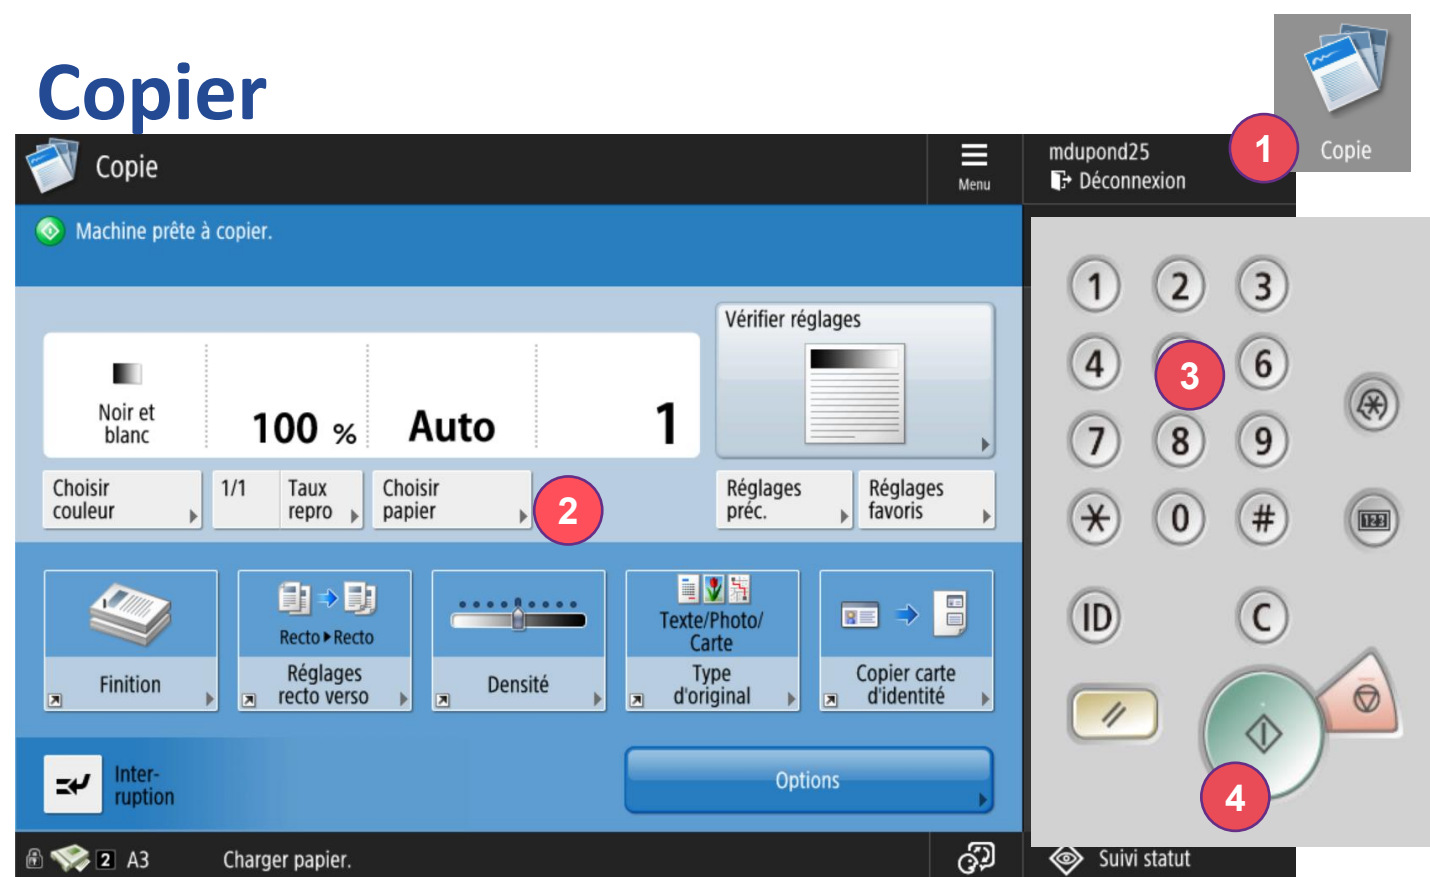 Copier
Copie
1
Copie
Menu
mdupond25
Déconnexion
Machine prête à copier.
Vérifier réglages
Noir et
blanc
100 %
Auto
1
Choisir
couleur
1/1
Taux
repro
Choisir
papier
2
Réglages
préc.
Réglages
favoris
Finition
Recto▶Recto
Réglages
recto verso
Densité
Texte/Photo/
Carte
Type
d'original
Copier carte
d'identité
Inter-
ruption
Options
2 A3
Charger papier.
Suivi statut
1 2 3
4 3 6
7 8 9
* 0 #
123
ID C
4